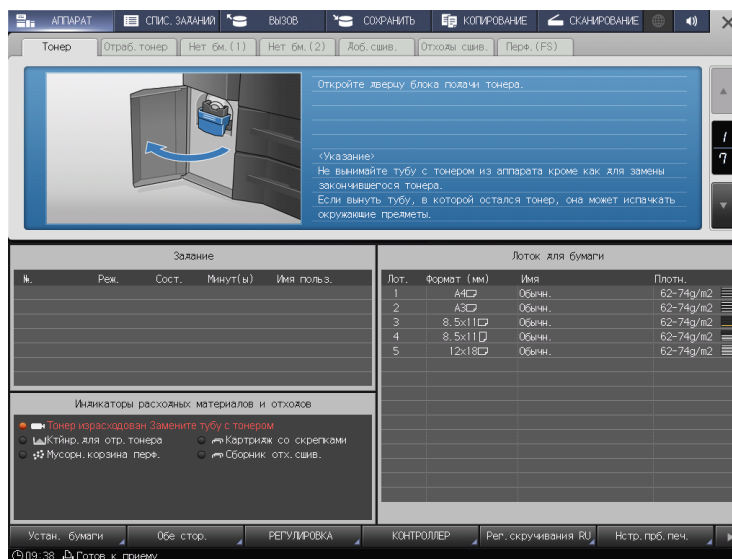 АППАРАТ СПИС. ЗАДАНИЙ ВЫЗОВ СОХРАНИТЬ КОПИРОВАНИЕ СКАНИРОВАНИЕ
Тонер Отраб. тонер Нет бм.(1) Нет бм.(2) Доб. сшив. Отходы сшив. Перф.(FS)
Откройте дверцу блока подачи тонера.
<Указание>
Не вынимайте тубу с тонером из аппарата кроме как для замены
закончившегося тонера.
Если вынуть тубу, в которой остался тонер, она может испачкать
окружающие предметы.
1
7
Задание
№. Реж. Сост. Минут(ы) Имя польз.
Лоток для бумаги
Лот. Формат (мм) Имя Плотн.
1 A4 Обычн. 62-74g/m2
2 A3 Обычн. 62-74g/m2
3 8.5x11 Обычн. 62-74g/m2
4 8.5x11 Обычн. 62-74g/m2
5 12x18 Обычн. 62-74g/m2
Индикаторы расходных материалов и отходов
Тонер израсходован Замените тубу с тонером
Ктйнр. для отр. тонера Картридж со скрепками
Мусорн. корзина перф. Сборник отх. сшив.
Устан. бумаги Обе стор. РЕГУЛИРОВКА КОНТРОЛЛЕР Рег. скручивания RU Нстр. прб. печ.
09:38 Готов к приему